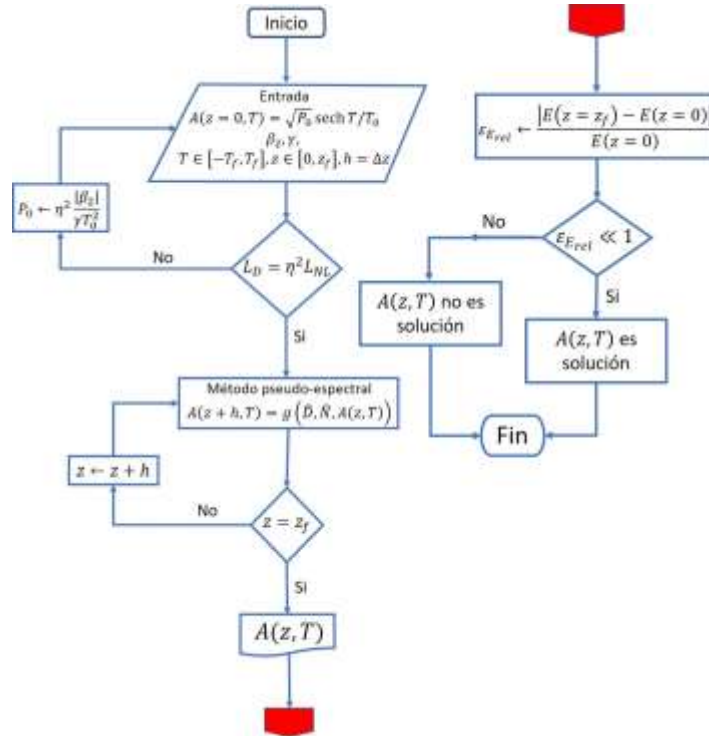 Inicio
Entrada
A(z = 0, T) = √P₀ sech T/T₀
β₂, γ,
T ∈ [−T_f, T_f], z ∈ [0, z_f], h = Δz
P₀ ← η² |β₂| / γT₀²
No
L_D = η² L_NL
Si
Método pseudo-espectral
A(z + h, T) = g(D̂, N̂, A(z, T))
z ← z + h
No
z = z_f
Si
A(z, T)
ε_E_rel ← |E(z = z_f) − E(z = 0)| / E(z = 0)
No
ε_E_rel ≪ 1
Si
A(z, T) no es
solución
A(z, T) es
solución
Fin